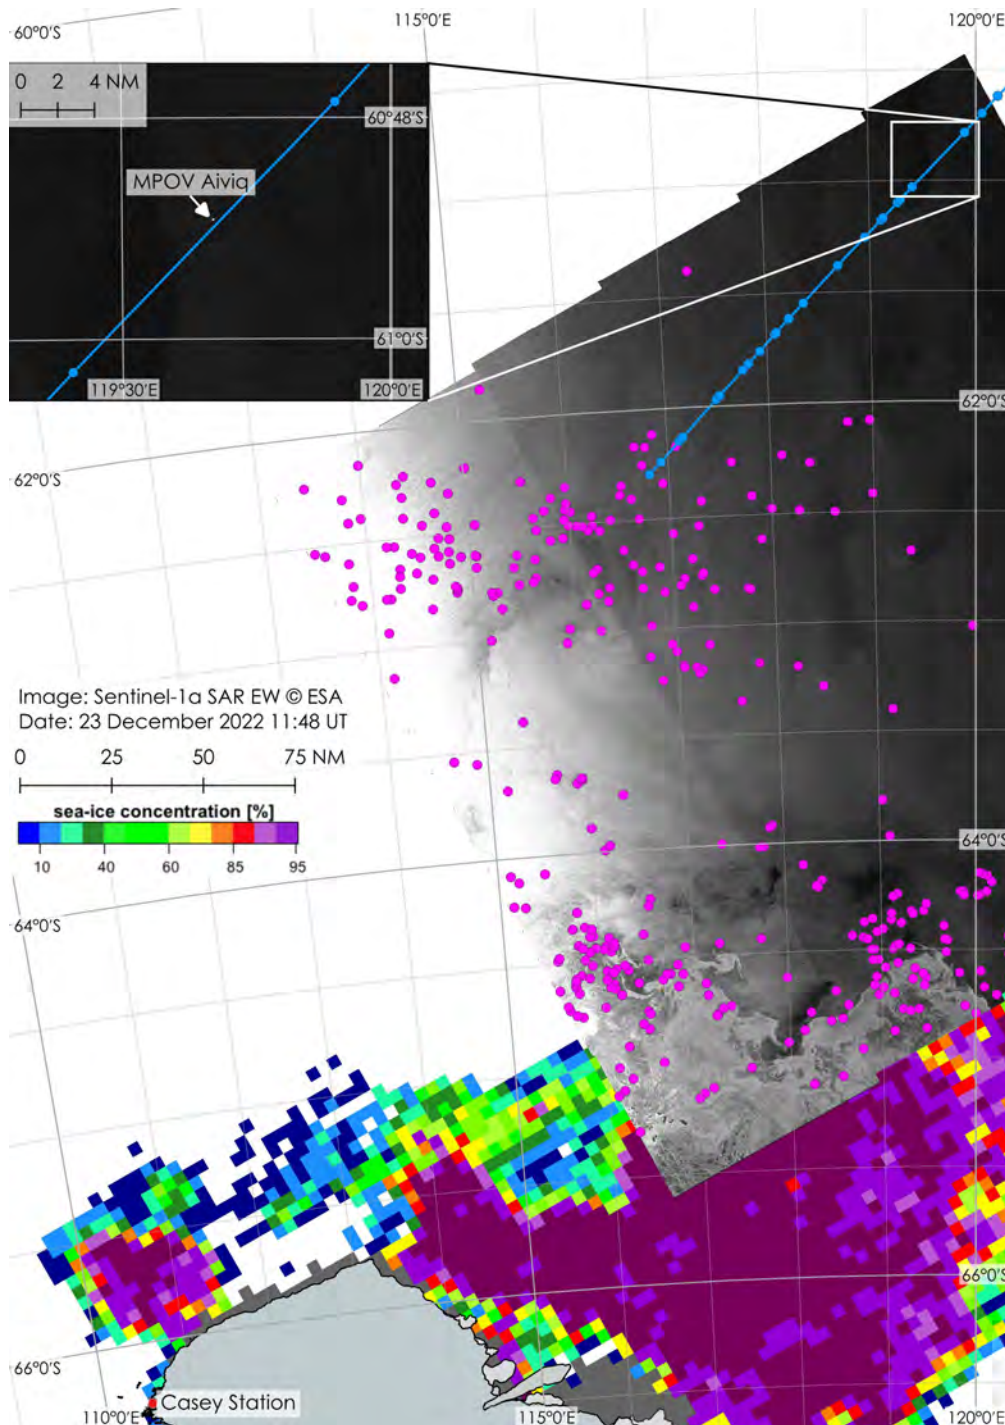 115°0'E
120°0'E
60°0'S
0 2 4 NM
60°48'S
MPOV Aiviq
61°0'S
119°30'E
120°0'E
62°0'S
62°0'S
Image: Sentinel-1a SAR EW © ESA
Date: 23 December 2022 11:48 UT
0 25 50 75 NM
sea-ice concentration [%]
10 40 60 85 95
64°0'S
64°0'S
66°0'S
66°0'S
Casey Station
110°0'E
115°0'E
120°0'E